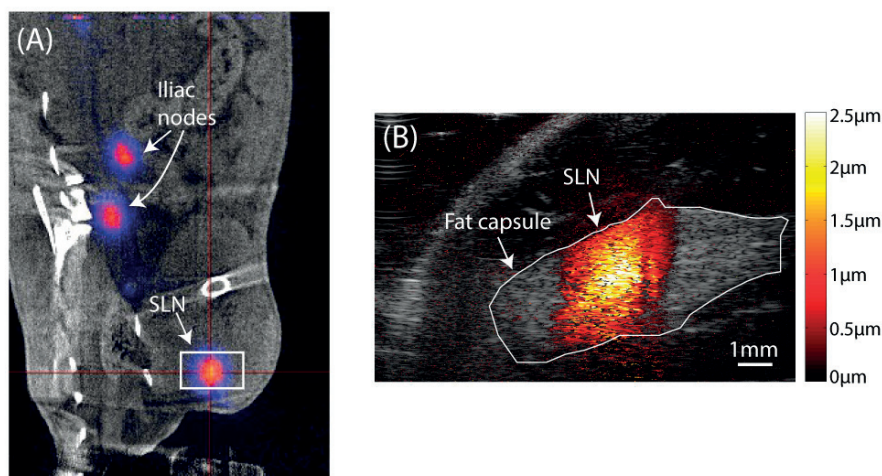 (A)
Iliac
nodes
SLN
(B)
SLN
Fat capsule
1mm
2.5µm
2µm
1.5µm
1µm
0.5µm
0µm